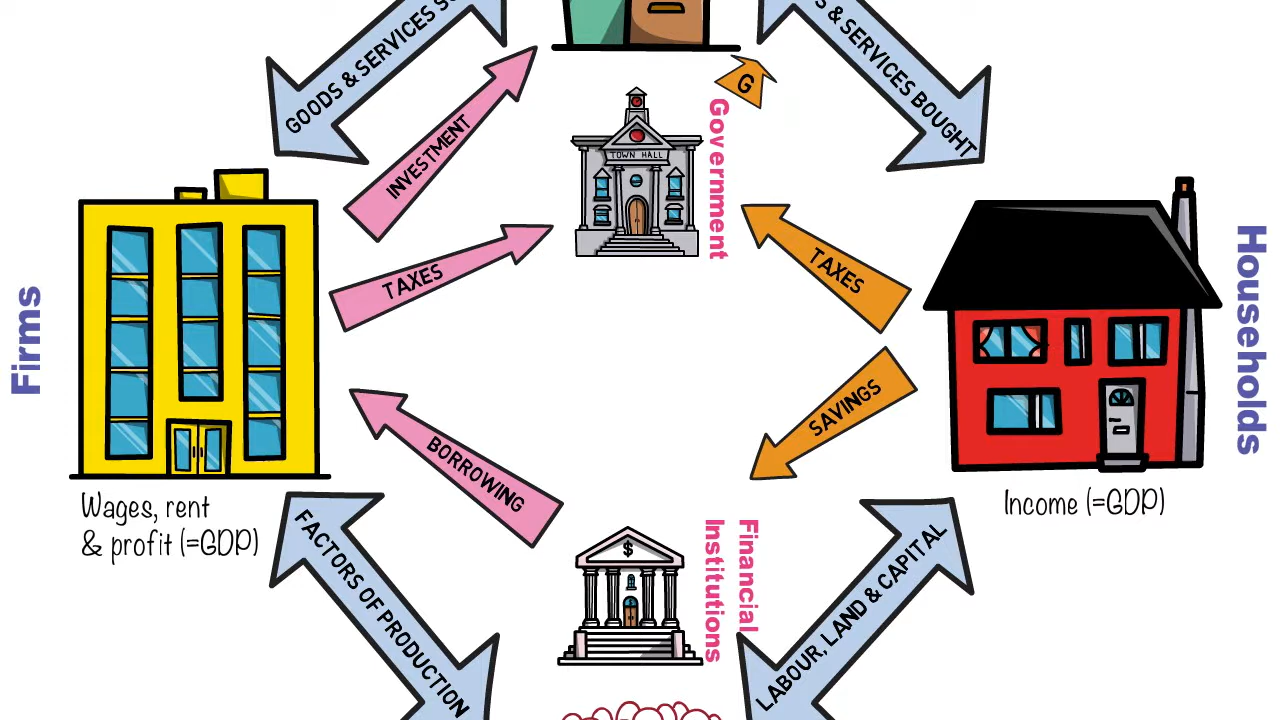 GOODS & SERVICES
& SERVICES BOUGHT
G
INVESTMENT
TOWN HALL
Government
TAXES
TAXES
Firms
Households
SAVINGS
BORROWING
Wages, rent
& profit (=GDP)
Income (=GDP)
$
Financial
Institutions
FACTORS OF PRODUCTION
LABOUR, LAND & CAPITAL